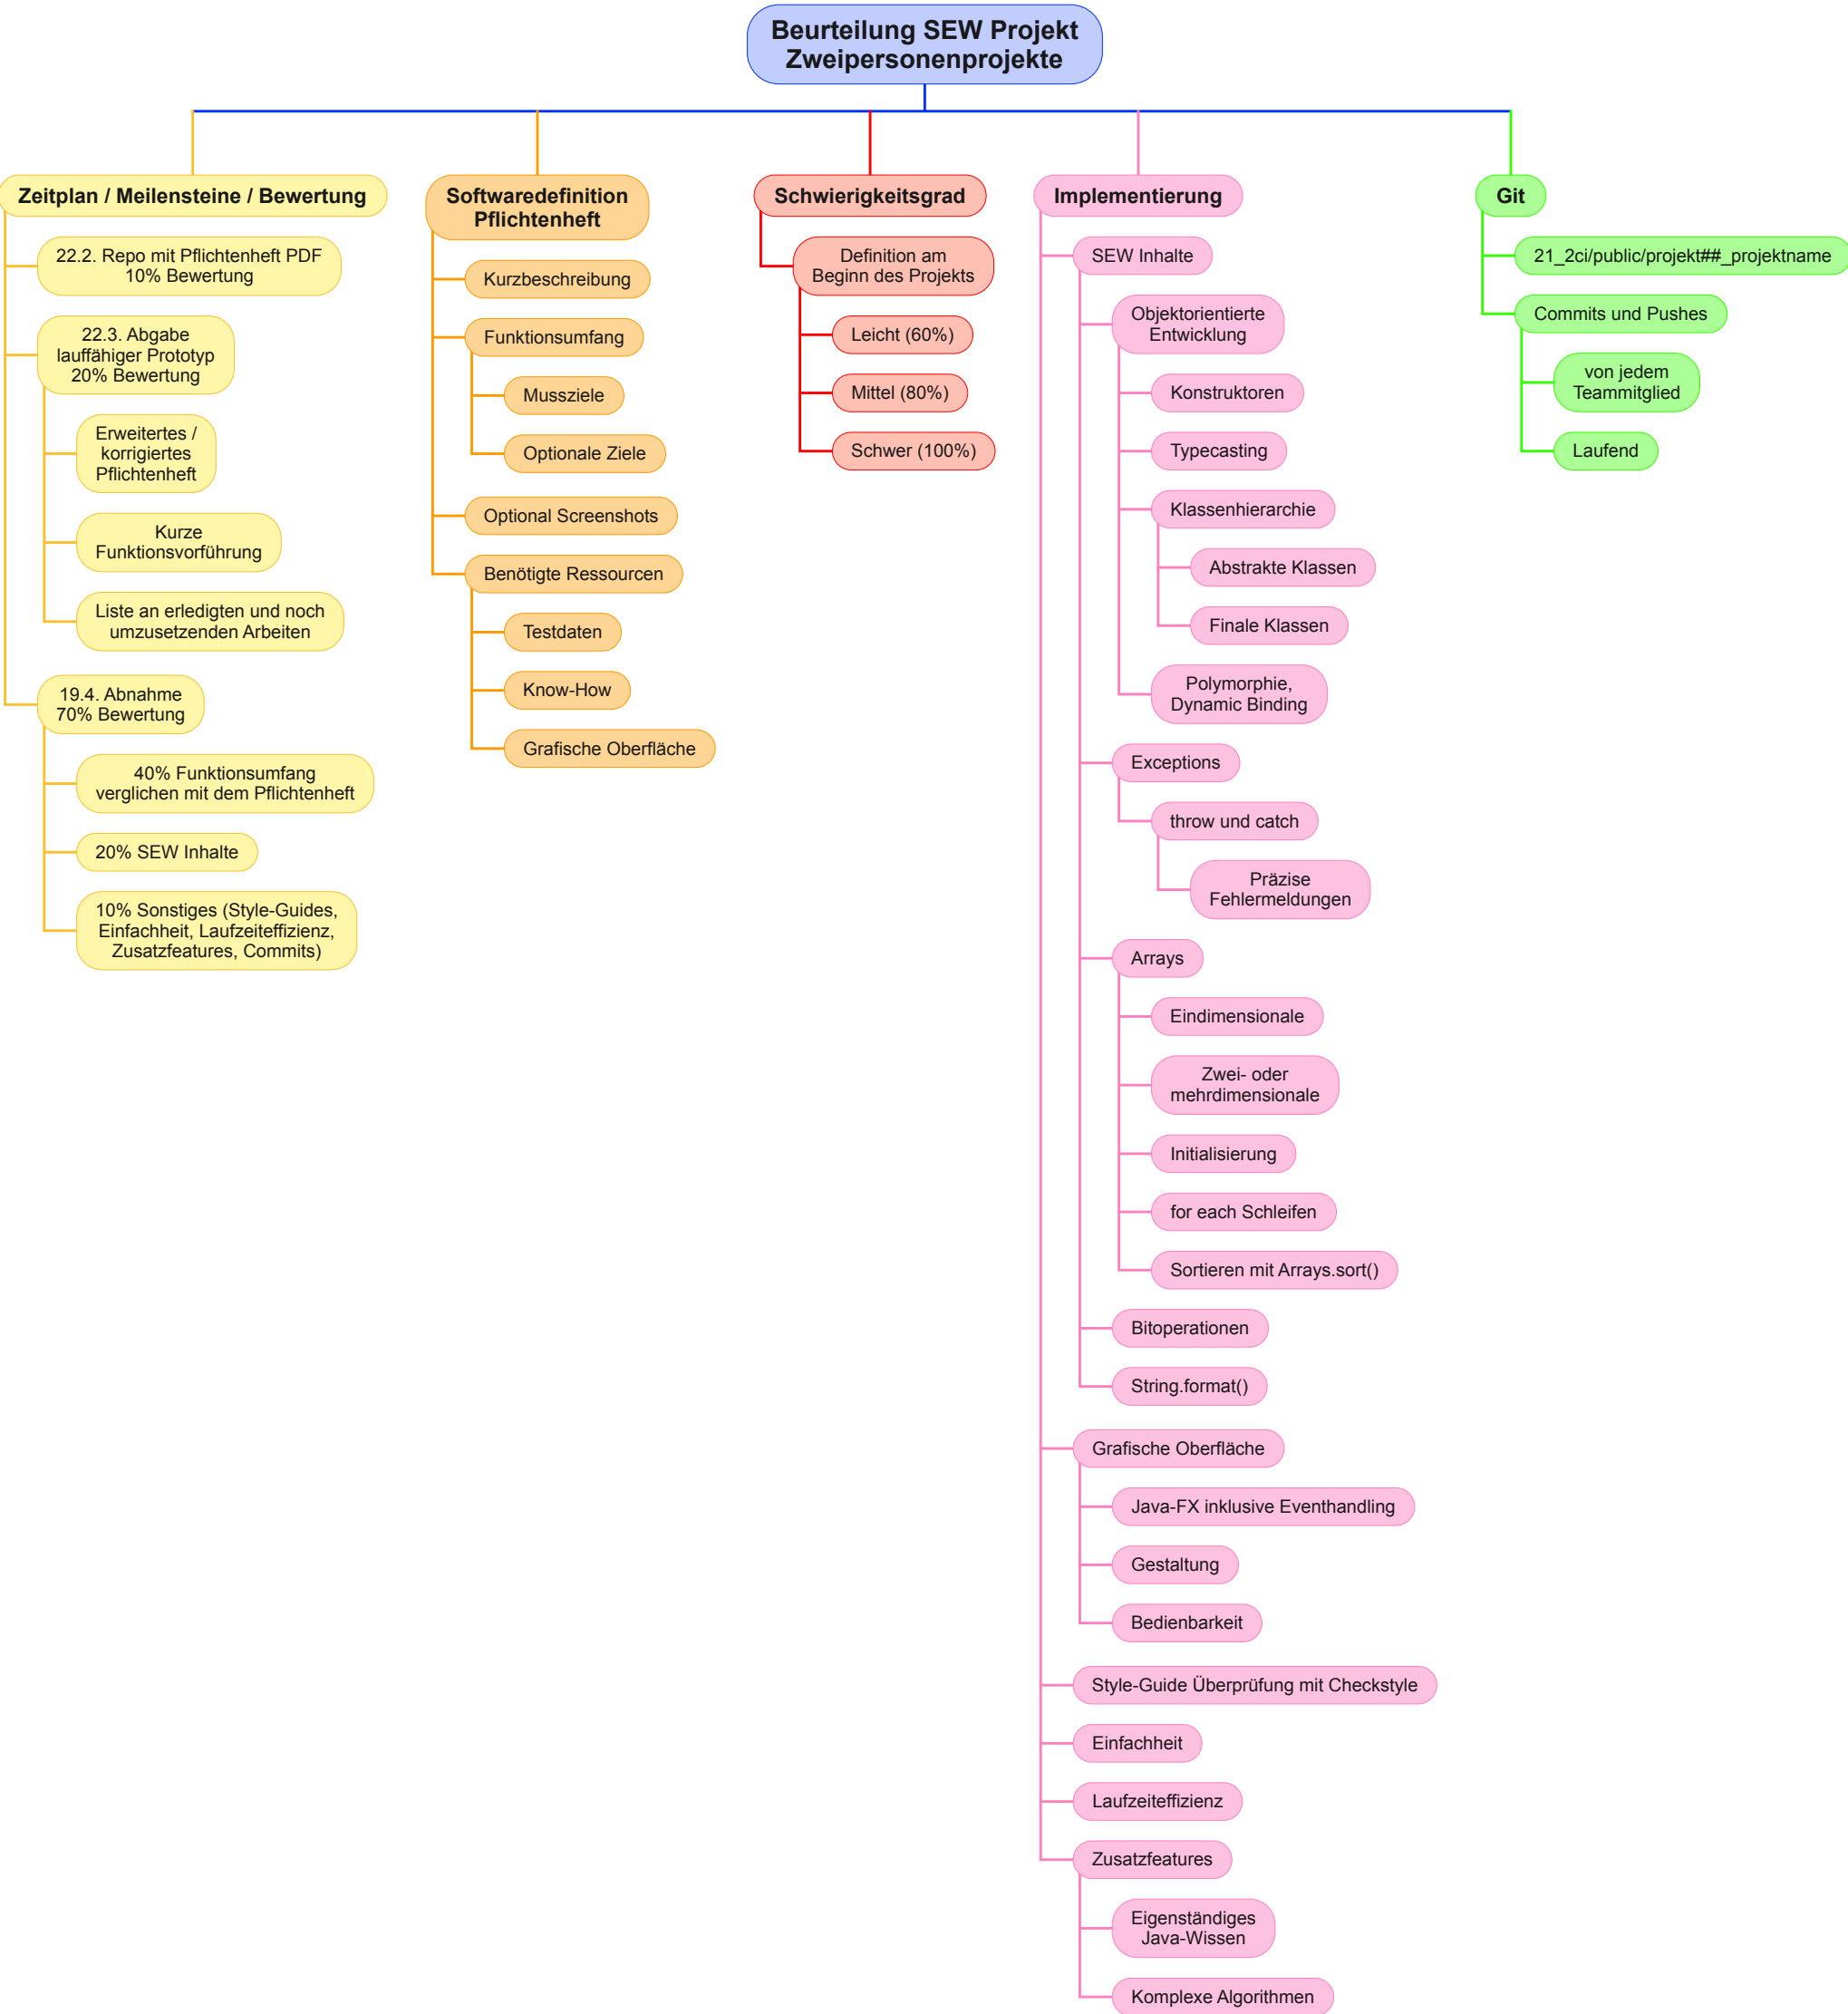 Beurteilung SEW Projekt
Zweipersonenprojekte
Zeitplan / Meilensteine / Bewertung
22.2. Repo mit Pflichtenheft PDF
10% Bewertung
22.3. Abgabe
lauffähiger Prototyp
20% Bewertung
Erweitertes /
korrigiertes
Pflichtenheft
Kurze
Funktionsvorführung
Liste an erledigten und noch
umzusetzenden Arbeiten
19.4. Abnahme
70% Bewertung
40% Funktionsumfang
verglichen mit dem Pflichtenheft
20% SEW Inhalte
10% Sonstiges (Style-Guides,
Einfachheit, Laufzeiteffizienz,
Zusatzfeatures, Commits)
Softwaredefinition
Pflichtenheft
Kurzbeschreibung
Funktionsumfang
Mussziele
Optionale Ziele
Optional Screenshots
Benötigte Ressourcen
Testdaten
Know-How
Grafische Oberfläche
Schwierigkeitsgrad
Definition am
Beginn des Projekts
Leicht (60%)
Mittel (80%)
Schwer (100%)
Implementierung
SEW Inhalte
Objektorientierte
Entwicklung
Konstruktoren
Typecasting
Klassenhierarchie
Abstrakte Klassen
Finale Klassen
Polymorphie,
Dynamic Binding
Exceptions
throw und catch
Präzise
Fehlermeldungen
Arrays
Eindimensionale
Zwei- oder
mehrdimensionale
Initialisierung
for each Schleifen
Sortieren mit Arrays.sort()
Bitoperationen
String.format()
Grafische Oberfläche
Java-FX inklusive Eventhandling
Gestaltung
Bedienbarkeit
Style-Guide Überprüfung mit Checkstyle
Einfachheit
Laufzeiteffizienz
Zusatzfeatures
Eigenständiges
Java-Wissen
Komplexe Algorithmen
Git
21_2ci/public/projekt##_projektname
Commits und Pushes
von jedem
Teammitglied
Laufend